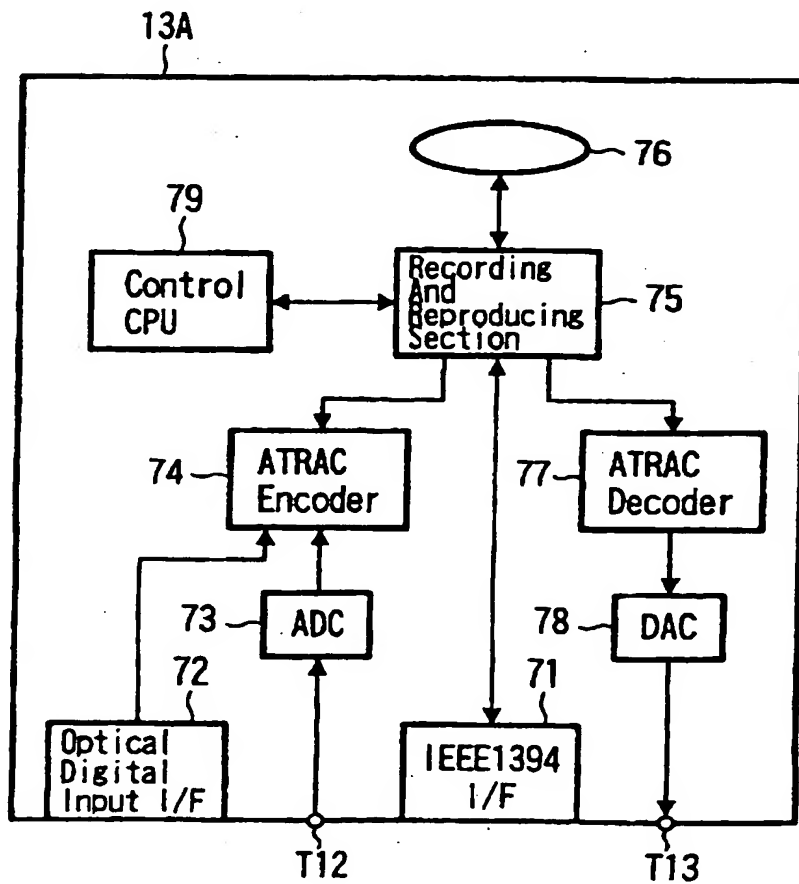 13A
76
79
Control
CPU
Recording
And
Reproducing
Section
75
74
ATRAC
Encoder
77
ATRAC
Decoder
73
ADC
78
DAC
72
71
Optical
Digital
Input I/F
IEEE1394
I/F
T12
T13